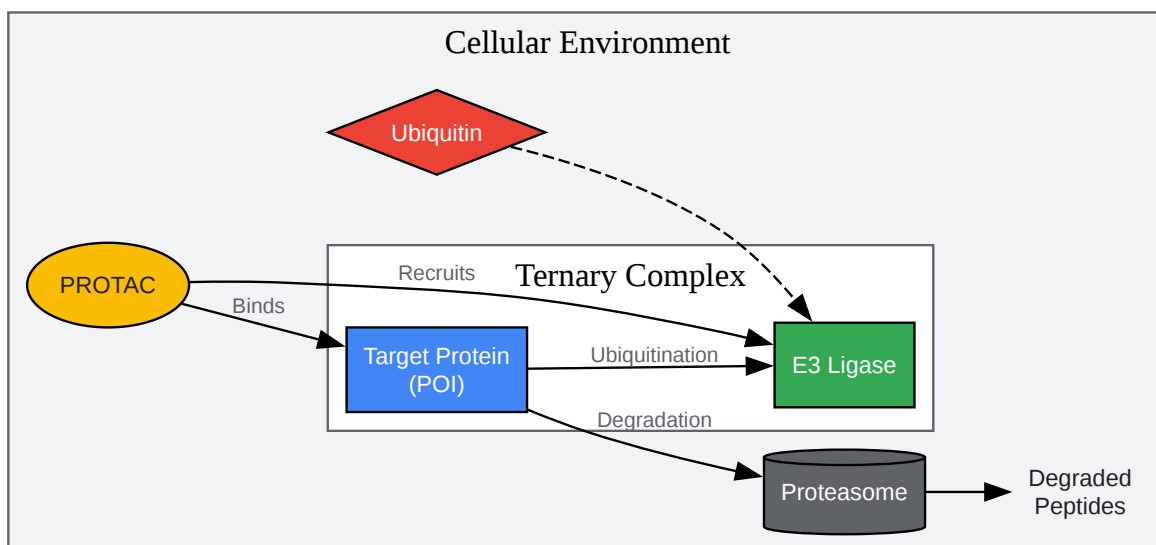 Cellular Environment
Ubiquitin
PROTAC
Recruits
Ternary Complex
Binds
Target Protein
(POI)
Ubiquitination
E3 Ligase
Degradation
Proteasome
Degraded
Peptides